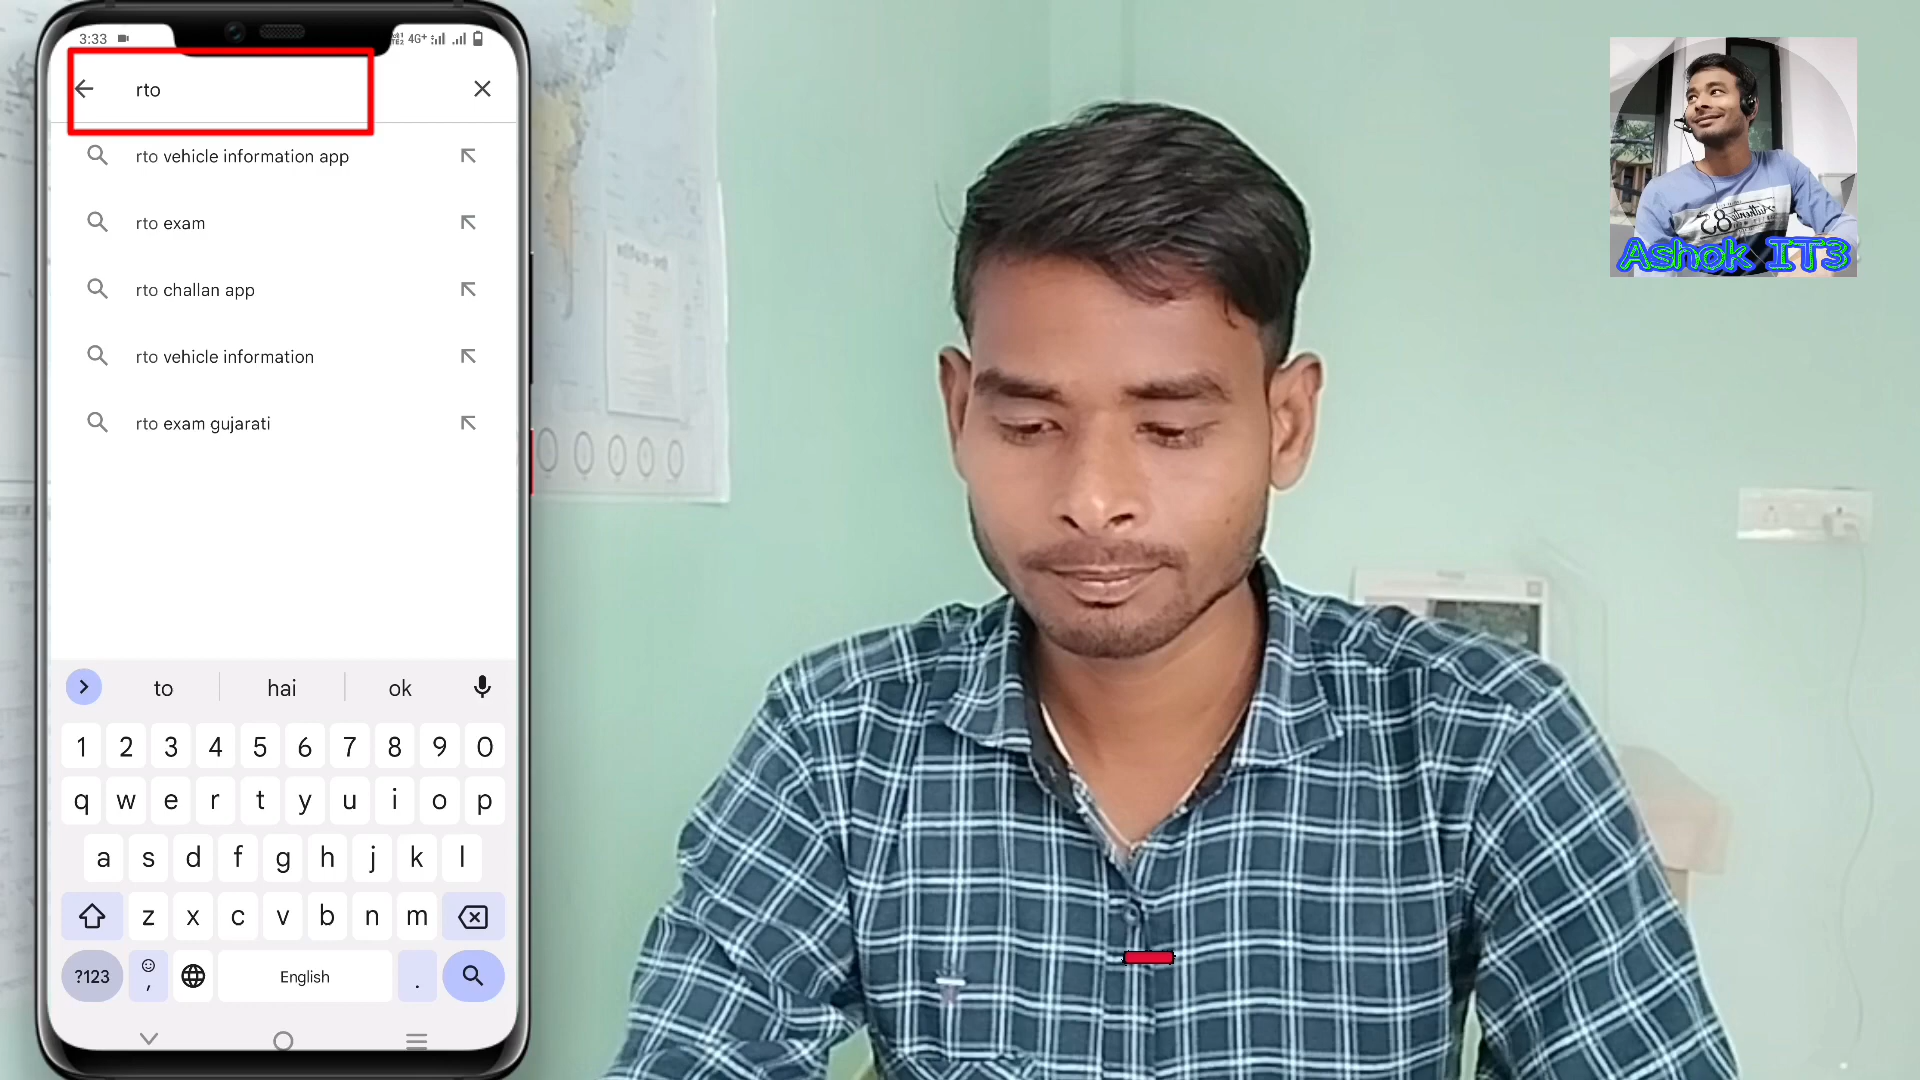 3:33
4G+
rto
rto vehicle information app
rto exam
rto challan app
rto vehicle information
rto exam gujarati
to hai ok
1 2 3 4 5 6 7 8 9 0
q w e r t y u i o p
a s d f g h j k l
z x c v b n m
?123 , English .
Ashok IT3